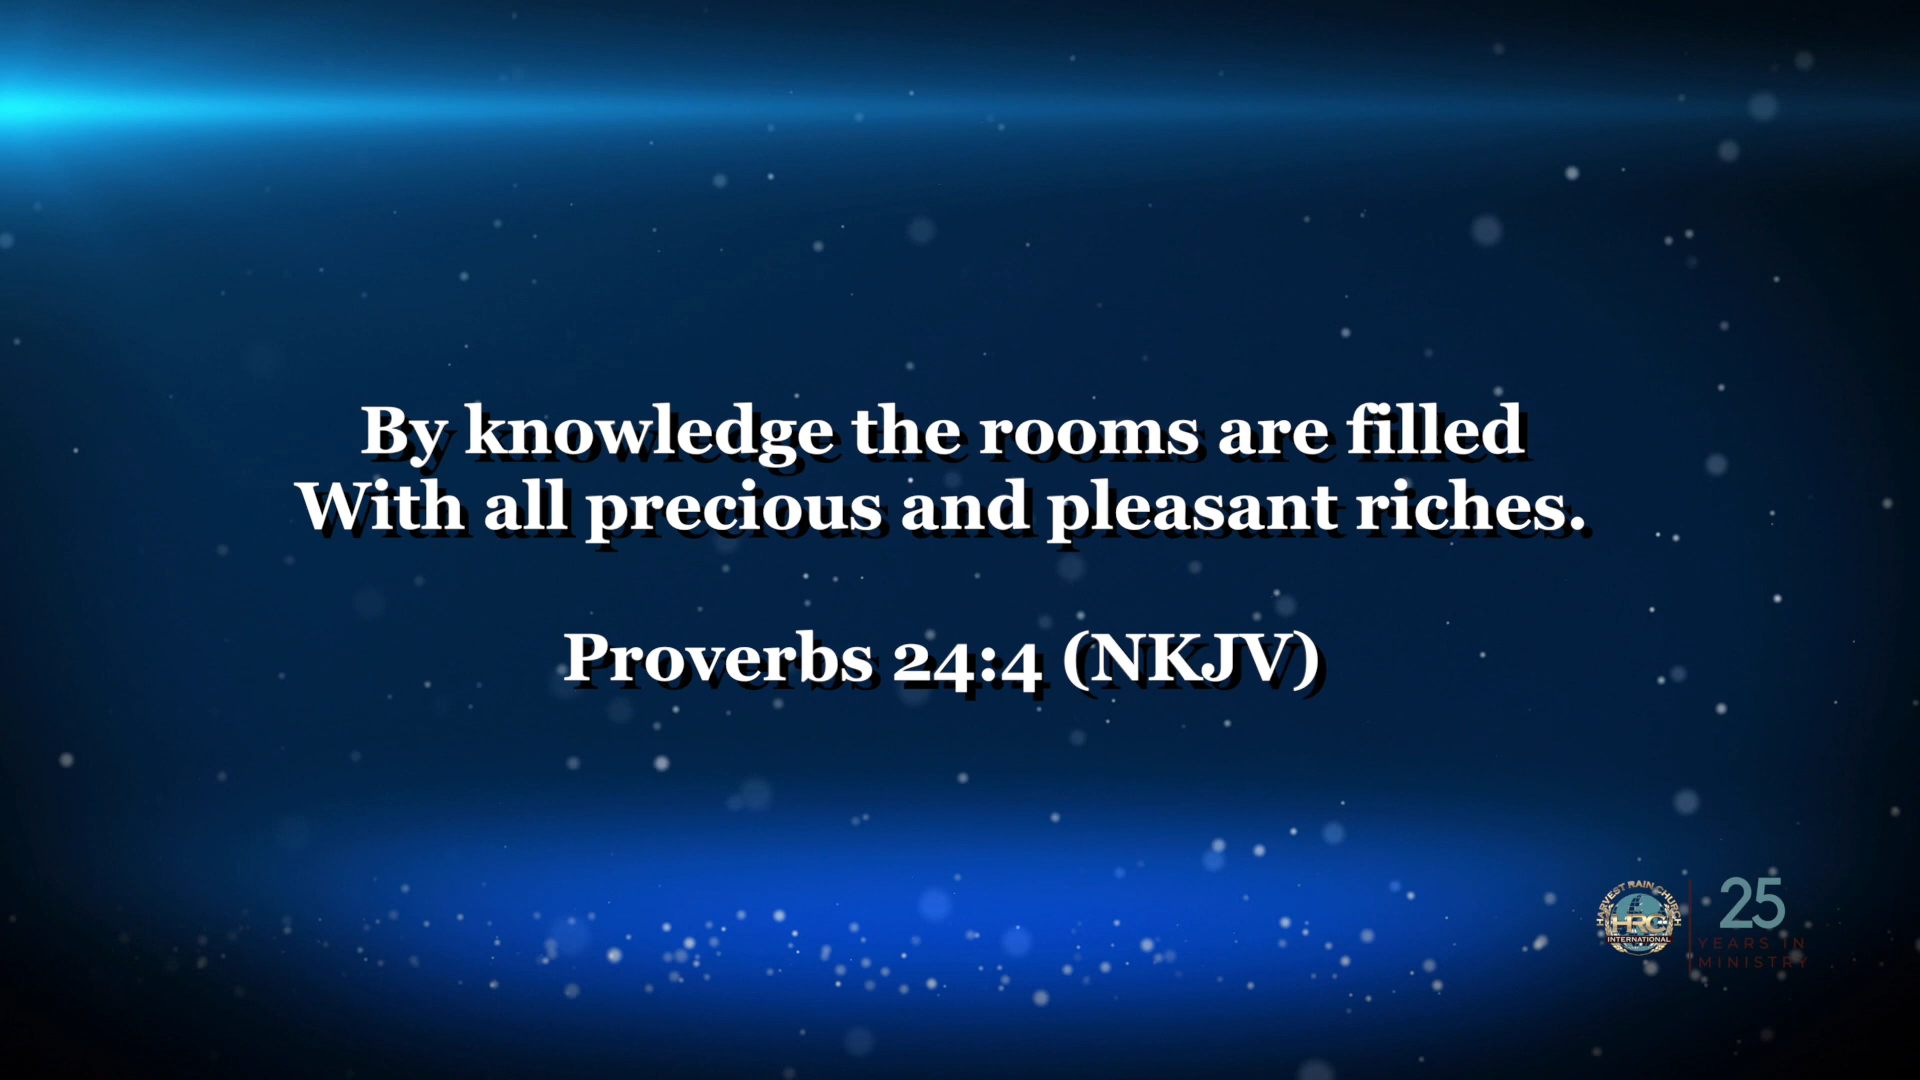 By knowledge the rooms are filled
With all precious and pleasant riches.
Proverbs 24:4 (NKJV)
HARVEST RAIN CHURCH
HRC
INTERNATIONAL
25
YEARS IN
MINISTRY